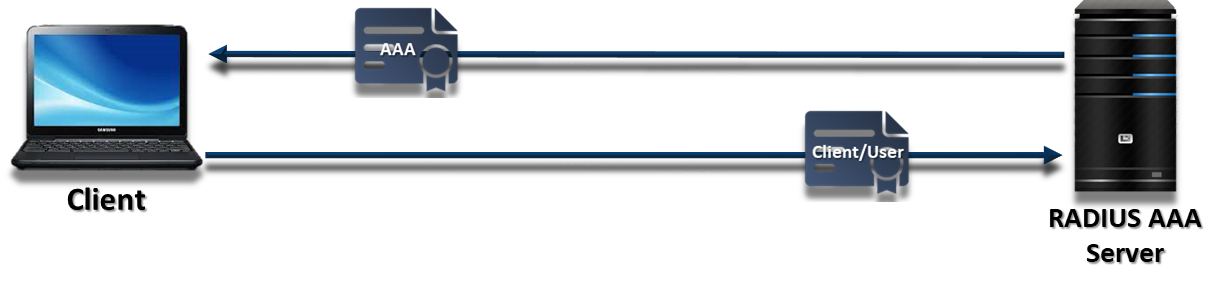 AAA
Client/User
SAMSUNG
Client
RADIUS AAA
Server